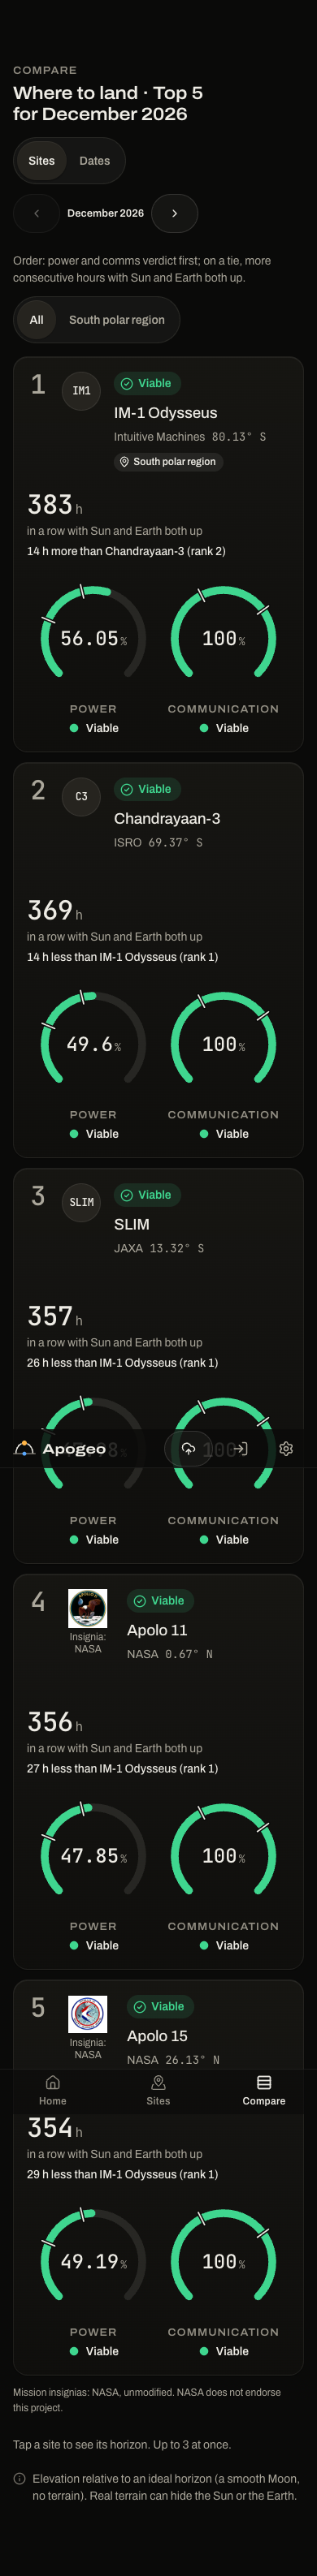 COMPARE
Where to land · Top 5
for December 2026
Sites
Dates
December 2026
Order: power and comms verdict first; on a tie, more
consecutive hours with Sun and Earth both up.
All
South polar region
1
IM1
Viable
IM-1 Odysseus
Intuitive Machines 80.13° S
South polar region
383 h
in a row with Sun and Earth both up
14 h more than Chandrayaan-3 (rank 2)
56.05%
100%
POWER
COMMUNICATION
Viable
Viable
2
C3
Viable
Chandrayaan-3
ISRO 69.37° S
369 h
in a row with Sun and Earth both up
14 h less than IM-1 Odysseus (rank 1)
49.6%
100%
POWER
COMMUNICATION
Viable
Viable
3
SLIM
Viable
SLIM
JAXA 13.32° S
357 h
in a row with Sun and Earth both up
26 h less than IM-1 Odysseus (rank 1)
Apogeo
100
POWER
COMMUNICATION
Viable
Viable
4
Insignia:
NASA
Viable
Apolo 11
NASA 0.67° N
356 h
in a row with Sun and Earth both up
27 h less than IM-1 Odysseus (rank 1)
47.85%
100%
POWER
COMMUNICATION
Viable
Viable
5
Insignia:
NASA
Viable
Apolo 15
NASA 26.13° N
Home
Sites
Compare
354 h
in a row with Sun and Earth both up
29 h less than IM-1 Odysseus (rank 1)
49.19%
100%
POWER
COMMUNICATION
Viable
Viable
Mission insignias: NASA, unmodified. NASA does not endorse
this project.
Tap a site to see its horizon. Up to 3 at once.
Elevation relative to an ideal horizon (a smooth Moon,
no terrain). Real terrain can hide the Sun or the Earth.